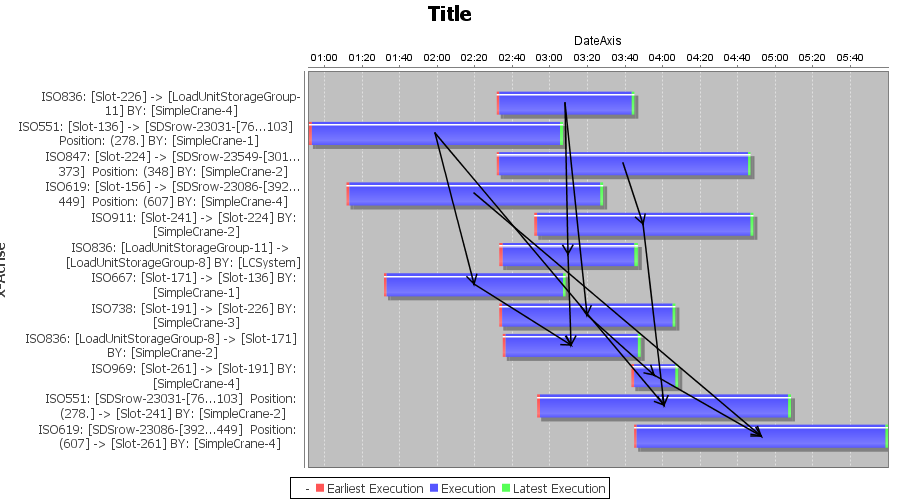 Title
DateAxis
01:00 01:20 01:40 02:00 02:20 02:40 03:00 03:20 03:40 04:00 04:20 04:40 05:00 05:20 05:40
ISO836: [Slot-226] -> [LoadUnitStorageGroup-
11] BY: [SimpleCrane-4]
ISO551: [Slot-136] -> [SDSrow-23031-[76...103]
Position: (278.] BY: [SimpleCrane-1]
ISO847: [Slot-224] -> [SDSrow-23549-[301...
373] Position: (348] BY: [SimpleCrane-2]
ISO619: [Slot-156] -> [SDSrow-23086-[392...
449] Position: (607] BY: [SimpleCrane-4]
ISO911: [Slot-241] -> [Slot-224] BY:
[SimpleCrane-2]
ISO836: [LoadUnitStorageGroup-11] ->
[LoadUnitStorageGroup-8] BY: [LCSystem]
ISO667: [Slot-171] -> [Slot-136] BY:
[SimpleCrane-1]
ISO738: [Slot-191] -> [Slot-226] BY:
[SimpleCrane-3]
ISO836: [LoadUnitStorageGroup-8] -> [Slot-171]
BY: [SimpleCrane-2]
ISO969: [Slot-261] -> [Slot-191] BY:
[SimpleCrane-4]
ISO551: [SDSrow-23031-[76...103] Position:
(278.] -> [Slot-241] BY: [SimpleCrane-2]
ISO619: [SDSrow-23086-[392...449] Position:
(607] -> [Slot-261] BY: [SimpleCrane-4]
- Earliest Execution Execution Latest Execution